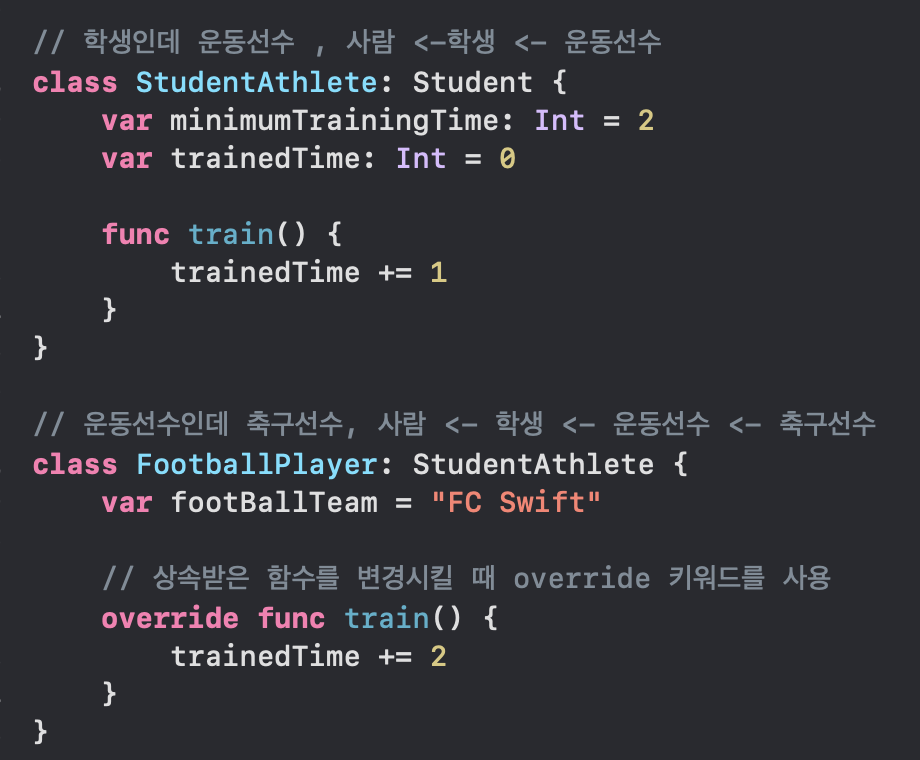 // 학생인데 운동선수 , 사람 <-학생 <- 운동선수
class StudentAthlete: Student {
var minimumTrainingTime: Int = 2
var trainedTime: Int = 0
func train() {
trainedTime += 1
}
}
// 운동선수인데 축구선수, 사람 <- 학생 <- 운동선수 <- 축구선수
class FootballPlayer: StudentAthlete {
var footBallTeam = "FC Swift"
// 상속받은 함수를 변경시킬 때 override 키워드를 사용
override func train() {
trainedTime += 2
}
}